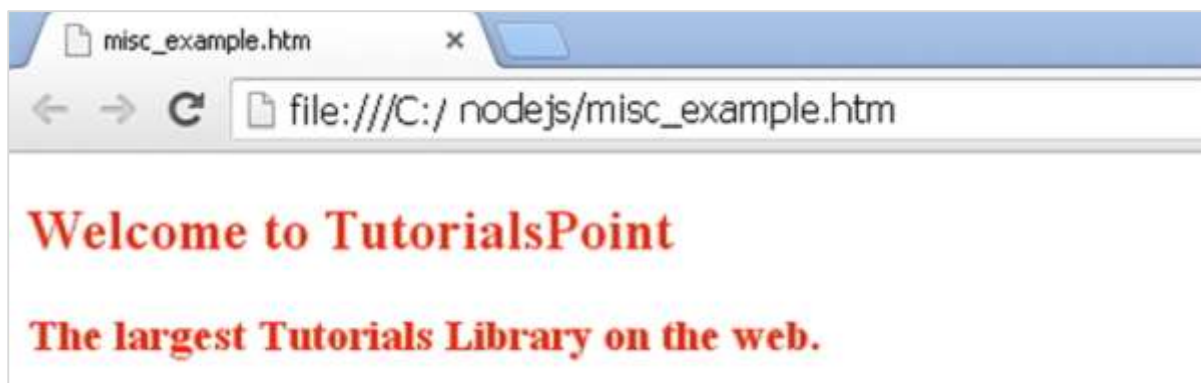 misc_example.htm
file:///C:/ nodejs/misc_example.htm
Welcome to TutorialsPoint
The largest Tutorials Library on the web.